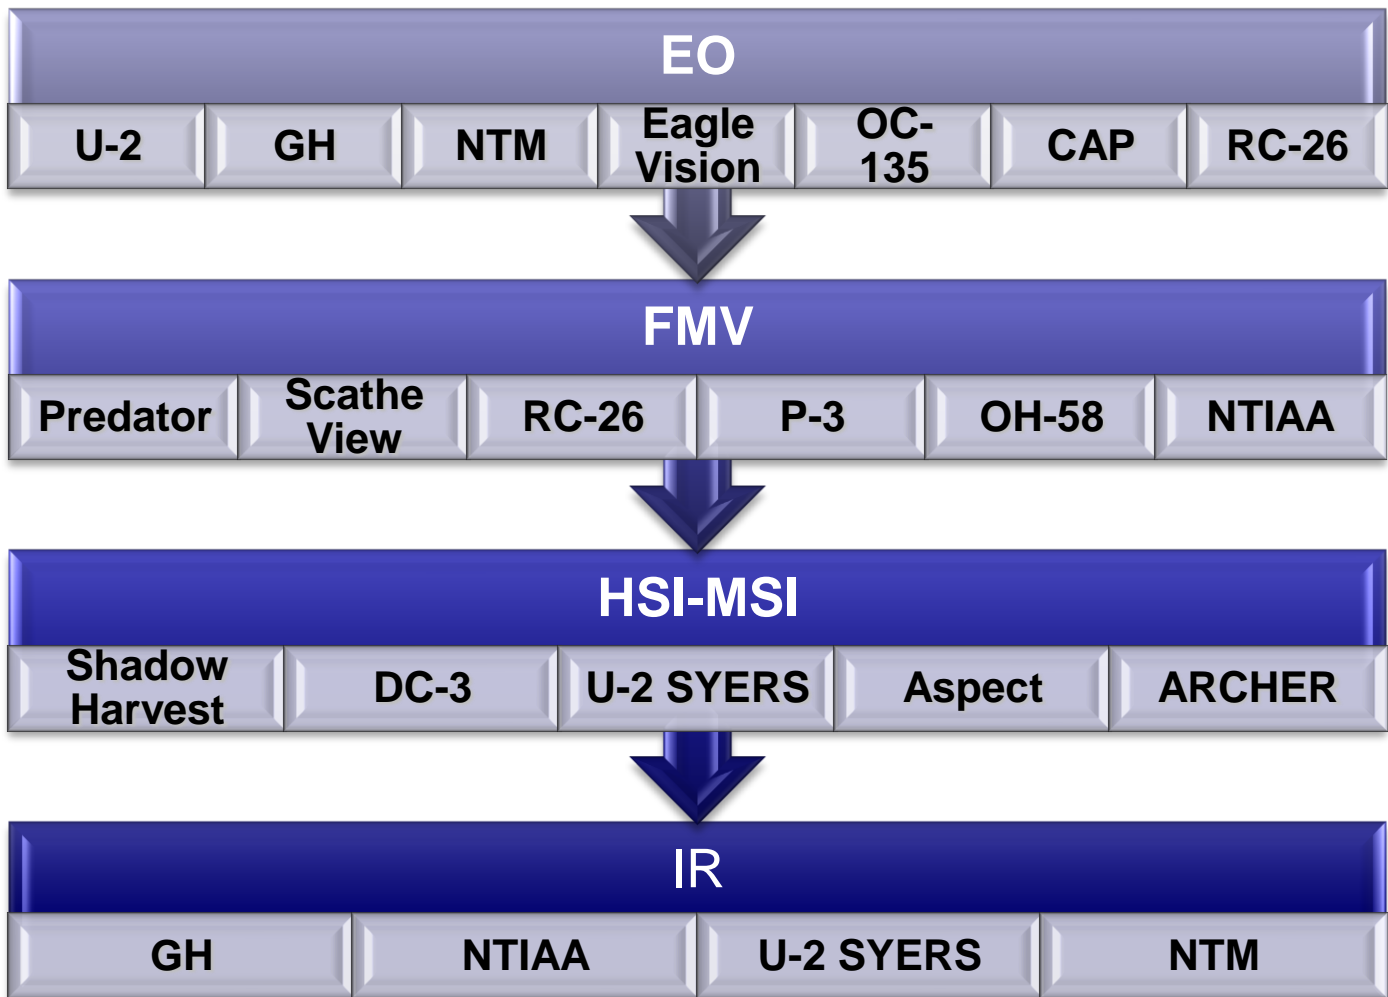 EO
U-2
GH
NTM
Eagle
Vision
OC-
135
CAP
RC-26
FMV
Predator
Scathe
View
RC-26
P-3
OH-58
NTIAA
HSI-MSI
Shadow
Harvest
DC-3
U-2 SYERS
Aspect
ARCHER
IR
GH
NTIAA
U-2 SYERS
NTM